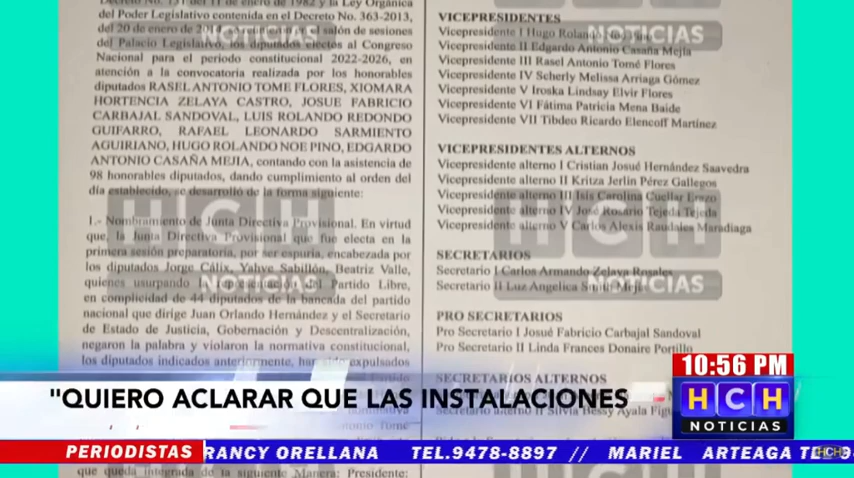 Decreto No. 131 del 11 de enero de 1982 y la Ley Orgánica
del Poder Legislativo contenida en el Decreto No. 363-2013,
del 20 de enero de salón de sesiones
del Palacio Legislativo, los diputados electos al Congreso
Nacional para el periodo constitucional 2022-2026, en
atención a la convocatoria realizada por los honorables
diputados RASEL ANTONIO TOME FLORES, XIOMARA
HORTENCIA ZELAYA CASTRO, JOSUE FABRICIO
CARBAJAL SANDOVAL, LUIS ROLANDO REDONDO
GUIFARRO, RAFAEL LEONARDO SARMIENTO
AGUIRIANO, HUGO ROLANDO NOE PINO, EDGARDO
ANTONIO CASAÑA MEJIA, contando con la asistencia de
98 honorables diputados, dando cumplimiento al orden del
día establecido, se desarrolló de la forma siguiente:
1.- Nombramiento de Junta Directiva Provisional. En virtud
que, la Junta Directiva Provisional que fue electa en la
primera sesión preparatoria, por ser espuria, encabezada por
los diputados Jorge Cálix, Yahve Sabillón, Beatriz Valle,
quienes usurpando la Partido Libre,
en complicidad de 44 diputados de la bancada del partido
nacional que dirige Juan Orlando Hernández y el Secretario
de Estado de Justicia, Gobernación y Descentralización,
negaron la palabra y violaron la normativa constitucional,
los diputados indicados anteriormente, han sido expulsados
que queda integrada de la siguiente Manera: Presidente:
VICEPRESIDENTES
Vicepresidente I Hugo Rolando Noe Pino
Vicepresidente II Edgardo Antonio Casaña Mejía
Vicepresidente III Rasel Antonio Tomé Flores
Vicepresidente IV Scherly Melissa Arriaga Gómez
Vicepresidente V Iroska Lindsay Elvir Flores
Vicepresidente VI Fátima Patricia Mena Baide
Vicepresidente VII Tibdeo Ricardo Elencoff Martínez
VICEPRESIDENTES ALTERNOS
Vicepresidente alterno I Cristian Josué Hernández Saavedra
Vicepresidente alterno II Kritza Jerlin Pérez Gallegos
Vicepresidente alterno III Isis Carolina Cuellar Erazo
Vicepresidente alterno IV José Rosario Tejeda Tejeda
Vicepresidente alterno V Carlos Alexis Raudales Maradiaga
SECRETARIOS
Secretario I Carlos Armando Zelaya Rosales
Secretario II Luz Angelica Smith Mejía
PRO SECRETARIOS
Pro Secretario I Josué Fabricio Carbajal Sandoval
Pro Secretario II Linda Frances Donaire Portillo
SECRETARIOS ALTERNOS
Secretario alterno II Silvia Bessy Ayala
HCH
NOTICIAS
HCH
NOTICIAS
"QUIERO ACLARAR QUE LAS INSTALACIONES
10:56 PM
HCH
NOTICIAS
PERIODISTAS RANCY ORELLANA TEL.9478-8897 // MARIEL ARTEAGA TE
HCH